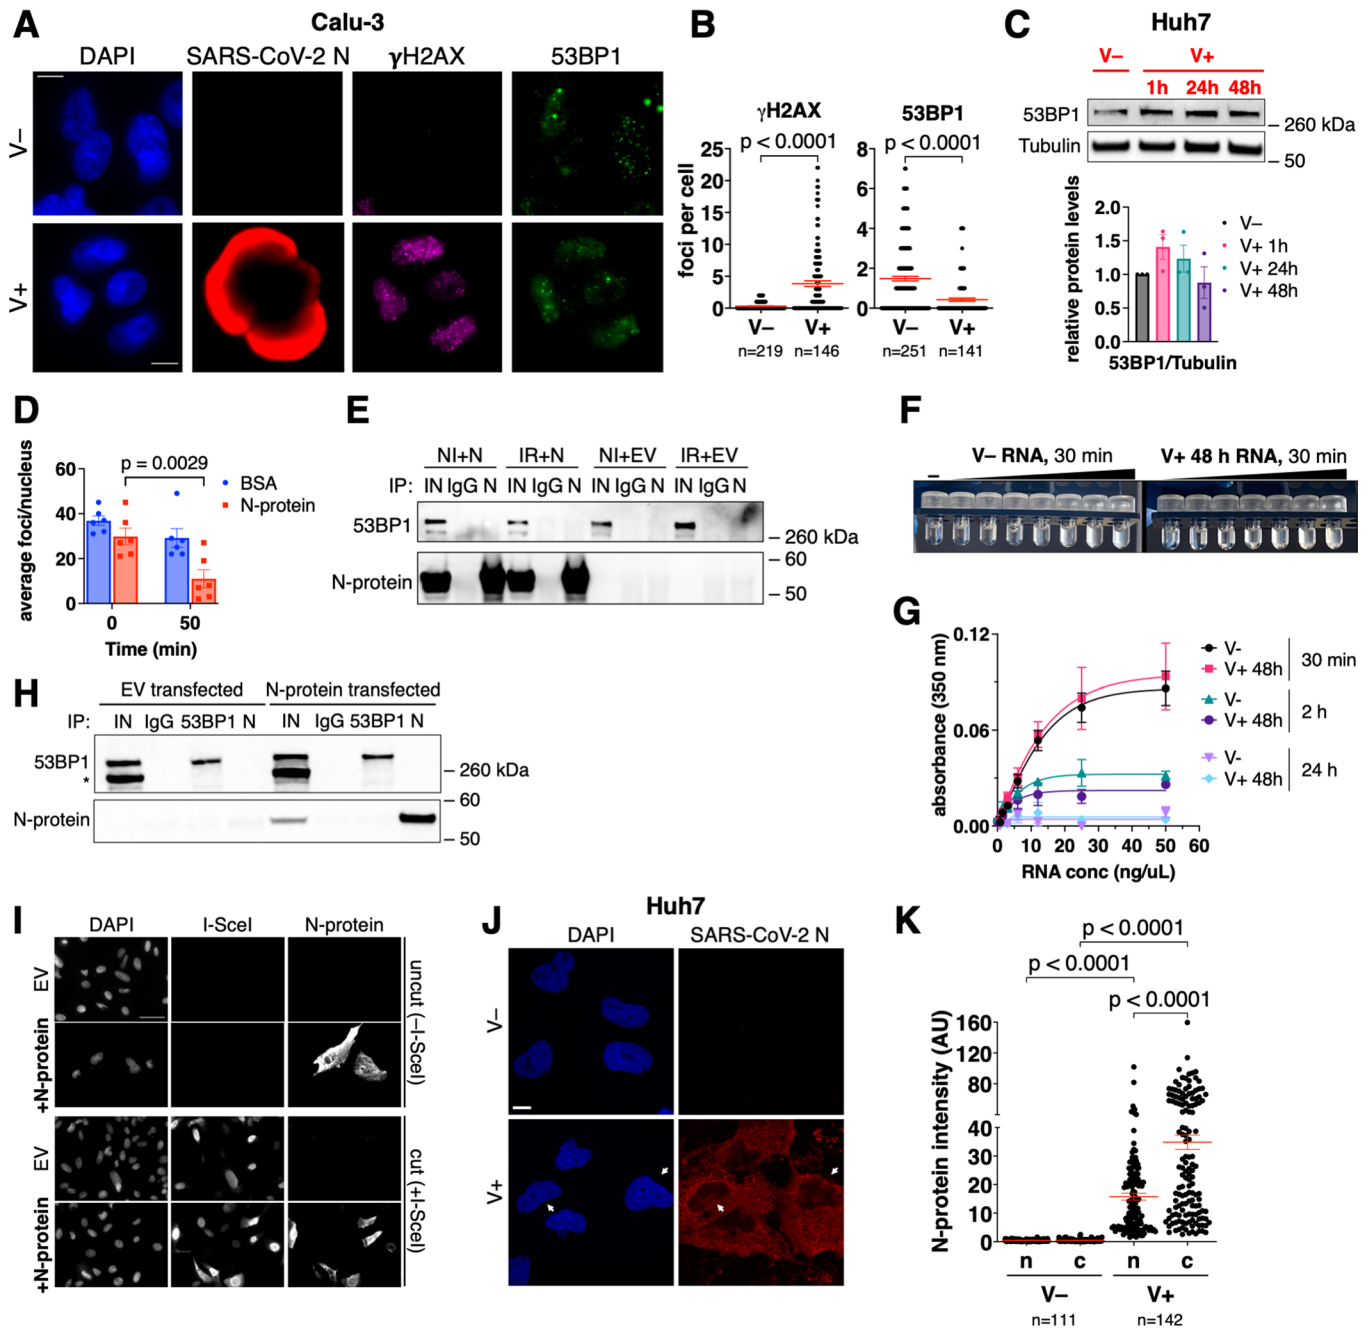 A
Calu-3
DAPI SARS-CoV-2 N γH2AX 53BP1
V–
V+
B
γH2AX 53BP1
p < 0.0001 p < 0.0001
foci per cell
25
20
15
10
5
0
8
6
4
2
0
V– V+ V– V+
n=219 n=146 n=251 n=141
C
Huh7
V– V+
1h 24h 48h
53BP1
– 260 kDa
Tubulin
– 50
relative protein levels
2.0
1.5
1.0
0.5
0.0
V–
V+ 1h
V+ 24h
V+ 48h
53BP1/Tubulin
D
average foci/nucleus
60
40
20
0
p = 0.0029
BSA
N-protein
0 50
Time (min)
E
NI+N IR+N NI+EV IR+EV
IP: IN IgG N IN IgG N IN IgG N IN IgG N
53BP1
– 260 kDa
– 60
N-protein
– 50
F
V– RNA, 30 min V+ 48 h RNA, 30 min
–
G
absorbance (350 nm)
0.12
0.06
0.00
0 10 20 30 40 50 60
RNA conc (ng/uL)
V-
V+ 48h
30 min
V-
V+ 48h
2 h
V-
V+ 48h
24 h
H
EV transfected N-protein transfected
IP: IN IgG 53BP1 N IN IgG 53BP1 N
53BP1
*
– 260 kDa
– 60
N-protein
– 50
I
DAPI I-SceI N-protein
EV
+N-protein
uncut (–I-SceI)
EV
+N-protein
cut (+I-SceI)
J
Huh7
DAPI SARS-CoV-2 N
V–
V+
K
p < 0.0001
p < 0.0001
p < 0.0001
N-protein intensity (AU)
160
120
80
40
30
20
10
0
n c n c
V– V+
n=111 n=142